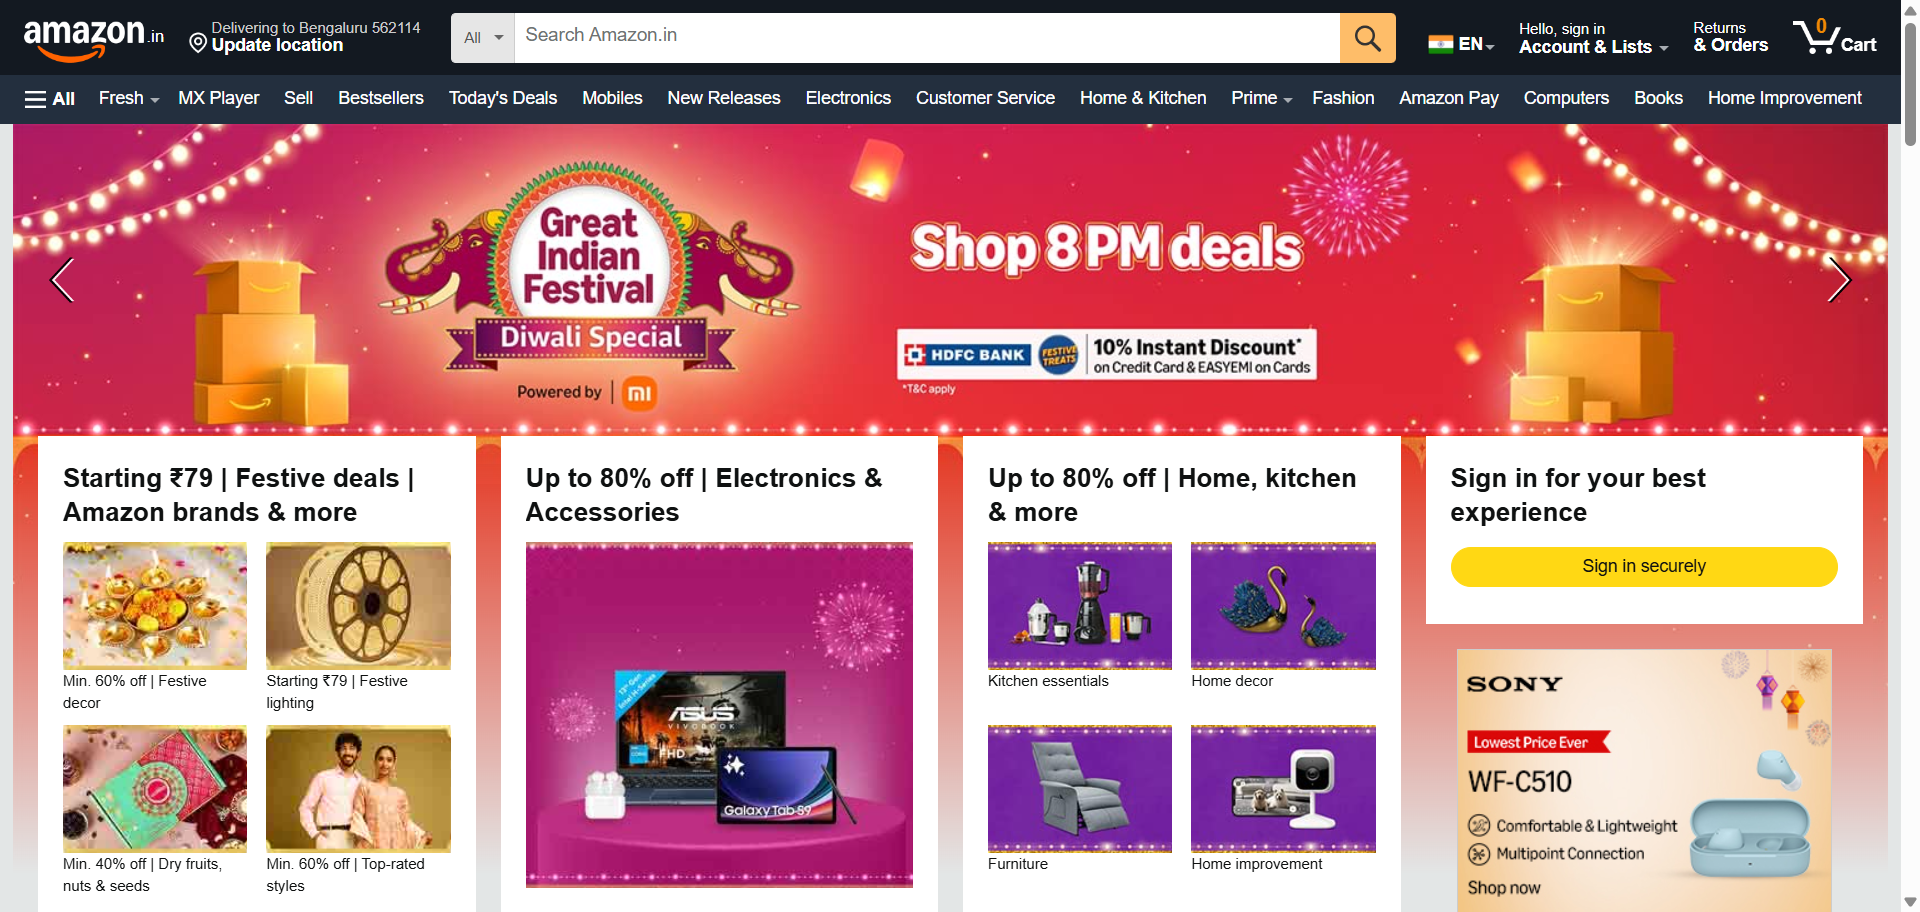 amazon.in
Delivering to Bengaluru 562114
Update location
All
Search Amazon.in
EN
Hello, sign in
Account & Lists
Returns
& Orders
0
Cart
All
Fresh
MX Player
Sell
Bestsellers
Today's Deals
Mobiles
New Releases
Electronics
Customer Service
Home & Kitchen
Prime
Fashion
Amazon Pay
Computers
Books
Home Improvement
Great
Indian
Festival
Diwali Special
Powered by | mi
Shop 8 PM deals
HDFC BANK
FESTIVE
TREATS
10% Instant Discount*
on Credit Card & EASYEMI on Cards
*T&C apply
Starting ₹79 | Festive deals |
Amazon brands & more
Min. 60% off | Festive
decor
Starting ₹79 | Festive
lighting
Min. 40% off | Dry fruits,
nuts & seeds
Min. 60% off | Top-rated
styles
Up to 80% off | Electronics &
Accessories
13th Gen
Intel H-Series
ASUS
VIVOBOOK
FHD
Galaxy Tab S9
Up to 80% off | Home, kitchen
& more
Kitchen essentials
Home decor
Furniture
Home improvement
Sign in for your best
experience
Sign in securely
SONY
Lowest Price Ever
WF-C510
Comfortable & Lightweight
Multipoint Connection
Shop now